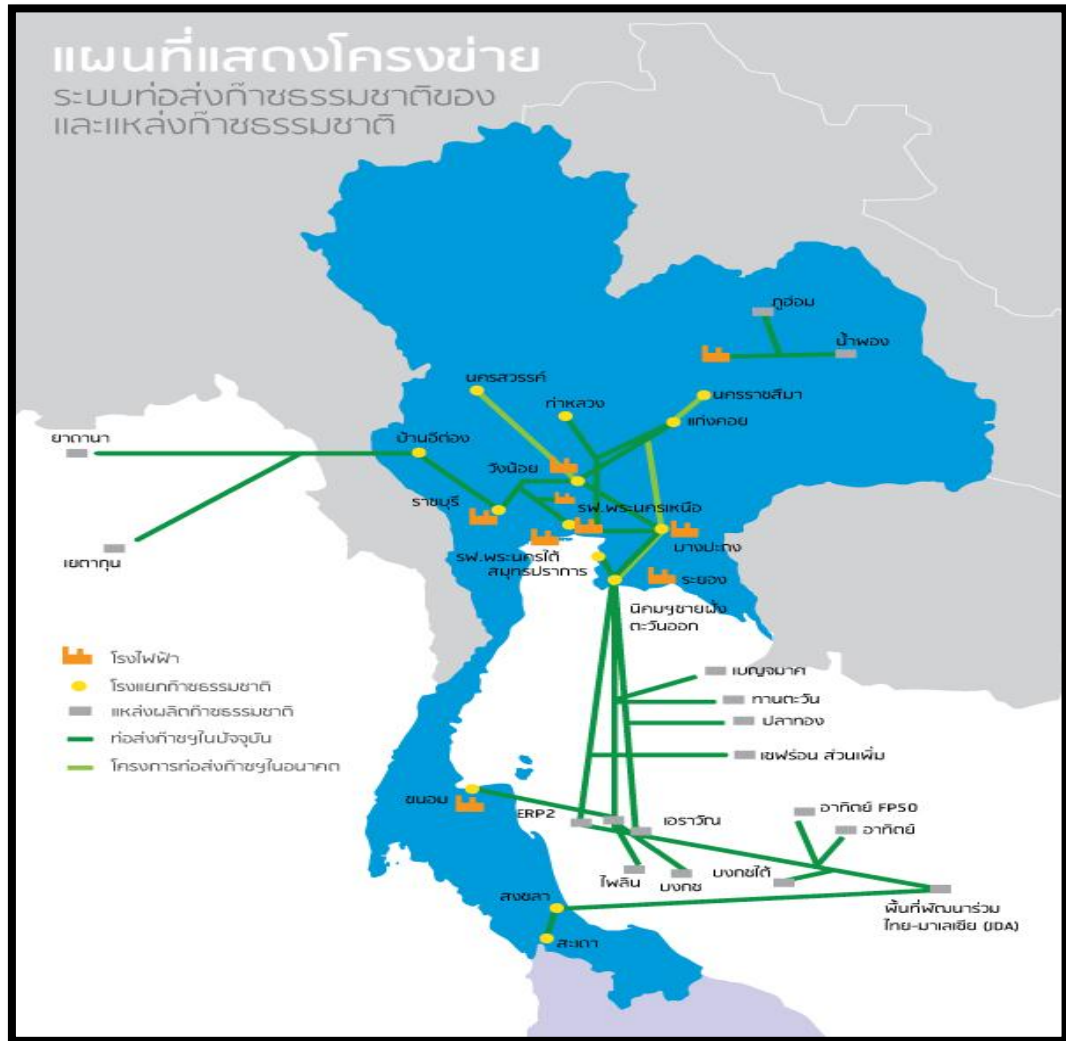 แผนที่แสดงโครงข่าย
ระบบท่อส่งก๊าซธรรมชาติของ
และแหล่งก๊าซธรรมชาติ
ภูฮ่อม
น้ำพอง
นครสวรรค์
ท่าหลวง
นครราชสีมา
แก่งคอย
ยาดานา
บ้านอีต่อง
วังน้อย
ราชบุรี
รฟ.พระนครเหนือ
บางปะกง
เยตากุน
รฟ.พระนครใต้
สมุทรปราการ
ระยอง
นิคมฯชายฝั่ง
ตะวันออก
โรงไฟฟ้า
โรงแยกก๊าซธรรมชาติ
แหล่งผลิตก๊าซธรรมชาติ
ท่อส่งก๊าซฯในปัจจุบัน
โครงการท่อส่งก๊าซฯในอนาคต
เบญจมาศ
ทานตะวัน
ปลาทอง
เชฟร่อน ส่วนเพิ่ม
ขนอม
ERP2
เอราวัณ
อาทิตย์ FPSO
อาทิตย์
ไพลิน
บงกช
บงกชใต้
สงขลา
พื้นที่พัฒนาร่วม
ไทย-มาเลเซีย (JDA)
สะเดา